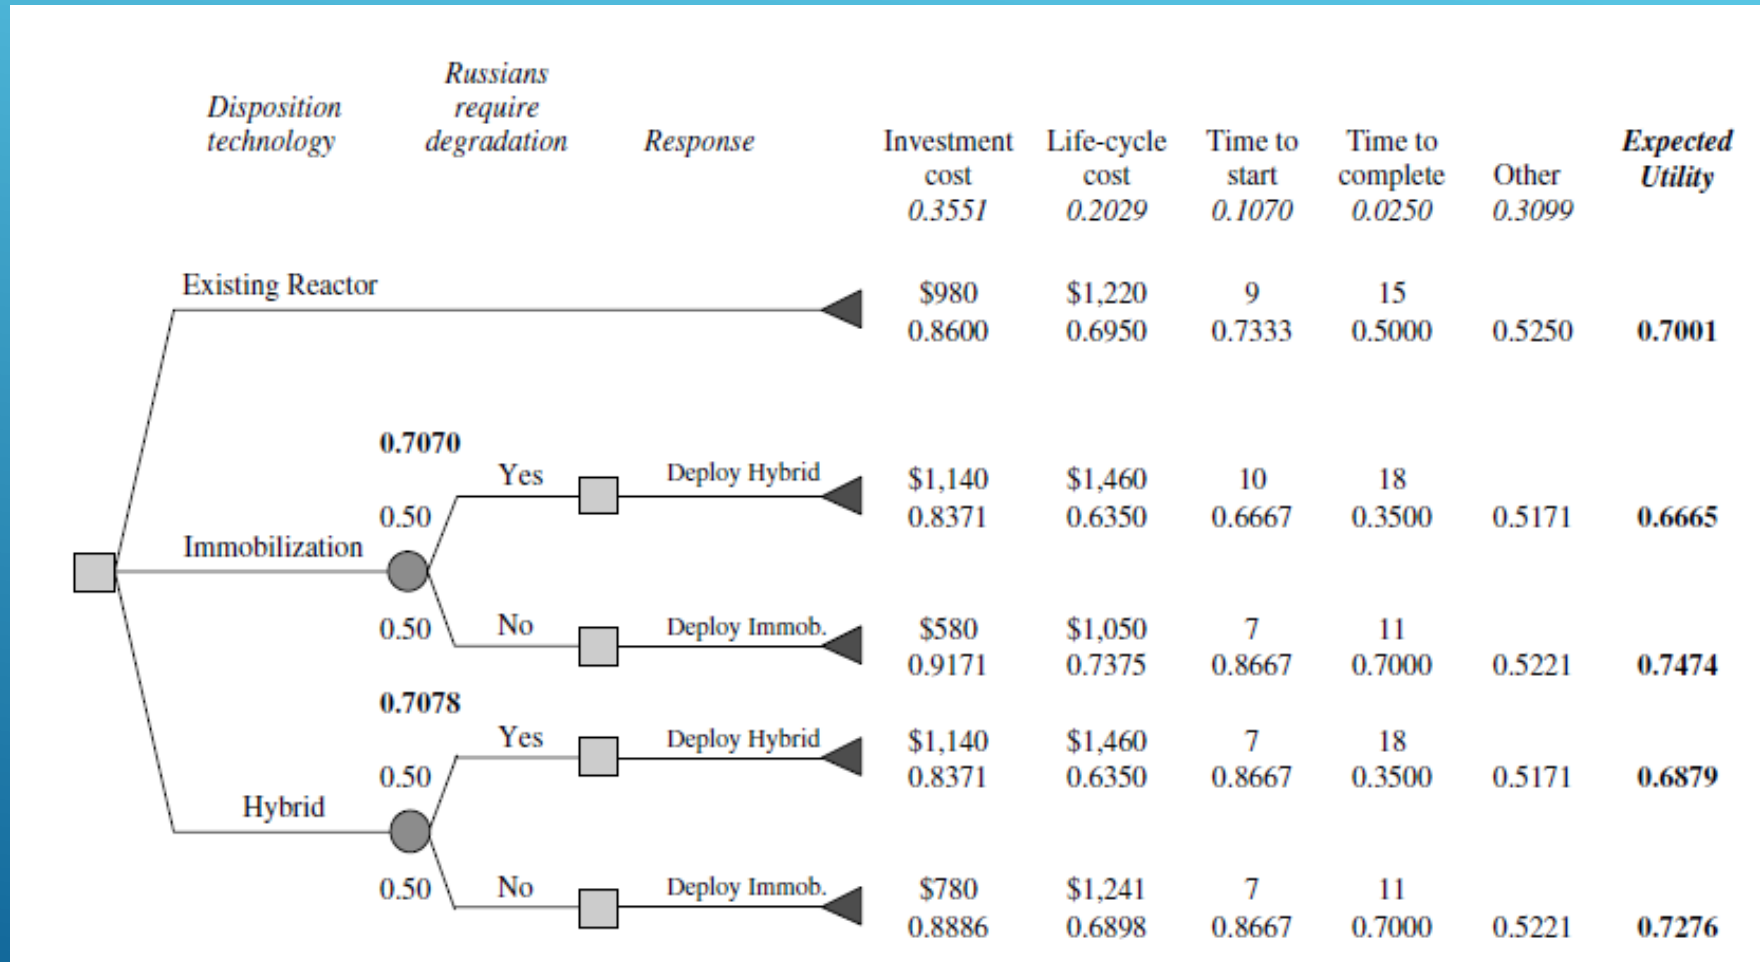 Russians
Disposition require
technology degradation Response Investment Life-cycle Time to Time to Expected
cost cost start complete Other Utility
0.3551 0.2029 0.1070 0.0250 0.3099
Existing Reactor $980 $1,220 9 15
0.8600 0.6950 0.7333 0.5000 0.5250 0.7001
0.7070
Yes Deploy Hybrid $1,140 $1,460 10 18
0.50 0.8371 0.6350 0.6667 0.3500 0.5171 0.6665
Immobilization
0.50 No Deploy Immob. $580 $1,050 7 11
0.9171 0.7375 0.8667 0.7000 0.5221 0.7474
0.7078
Yes Deploy Hybrid $1,140 $1,460 7 18
0.50 0.8371 0.6350 0.8667 0.3500 0.5171 0.6879
Hybrid
0.50 No Deploy Immob. $780 $1,241 7 11
0.8886 0.6898 0.8667 0.7000 0.5221 0.7276